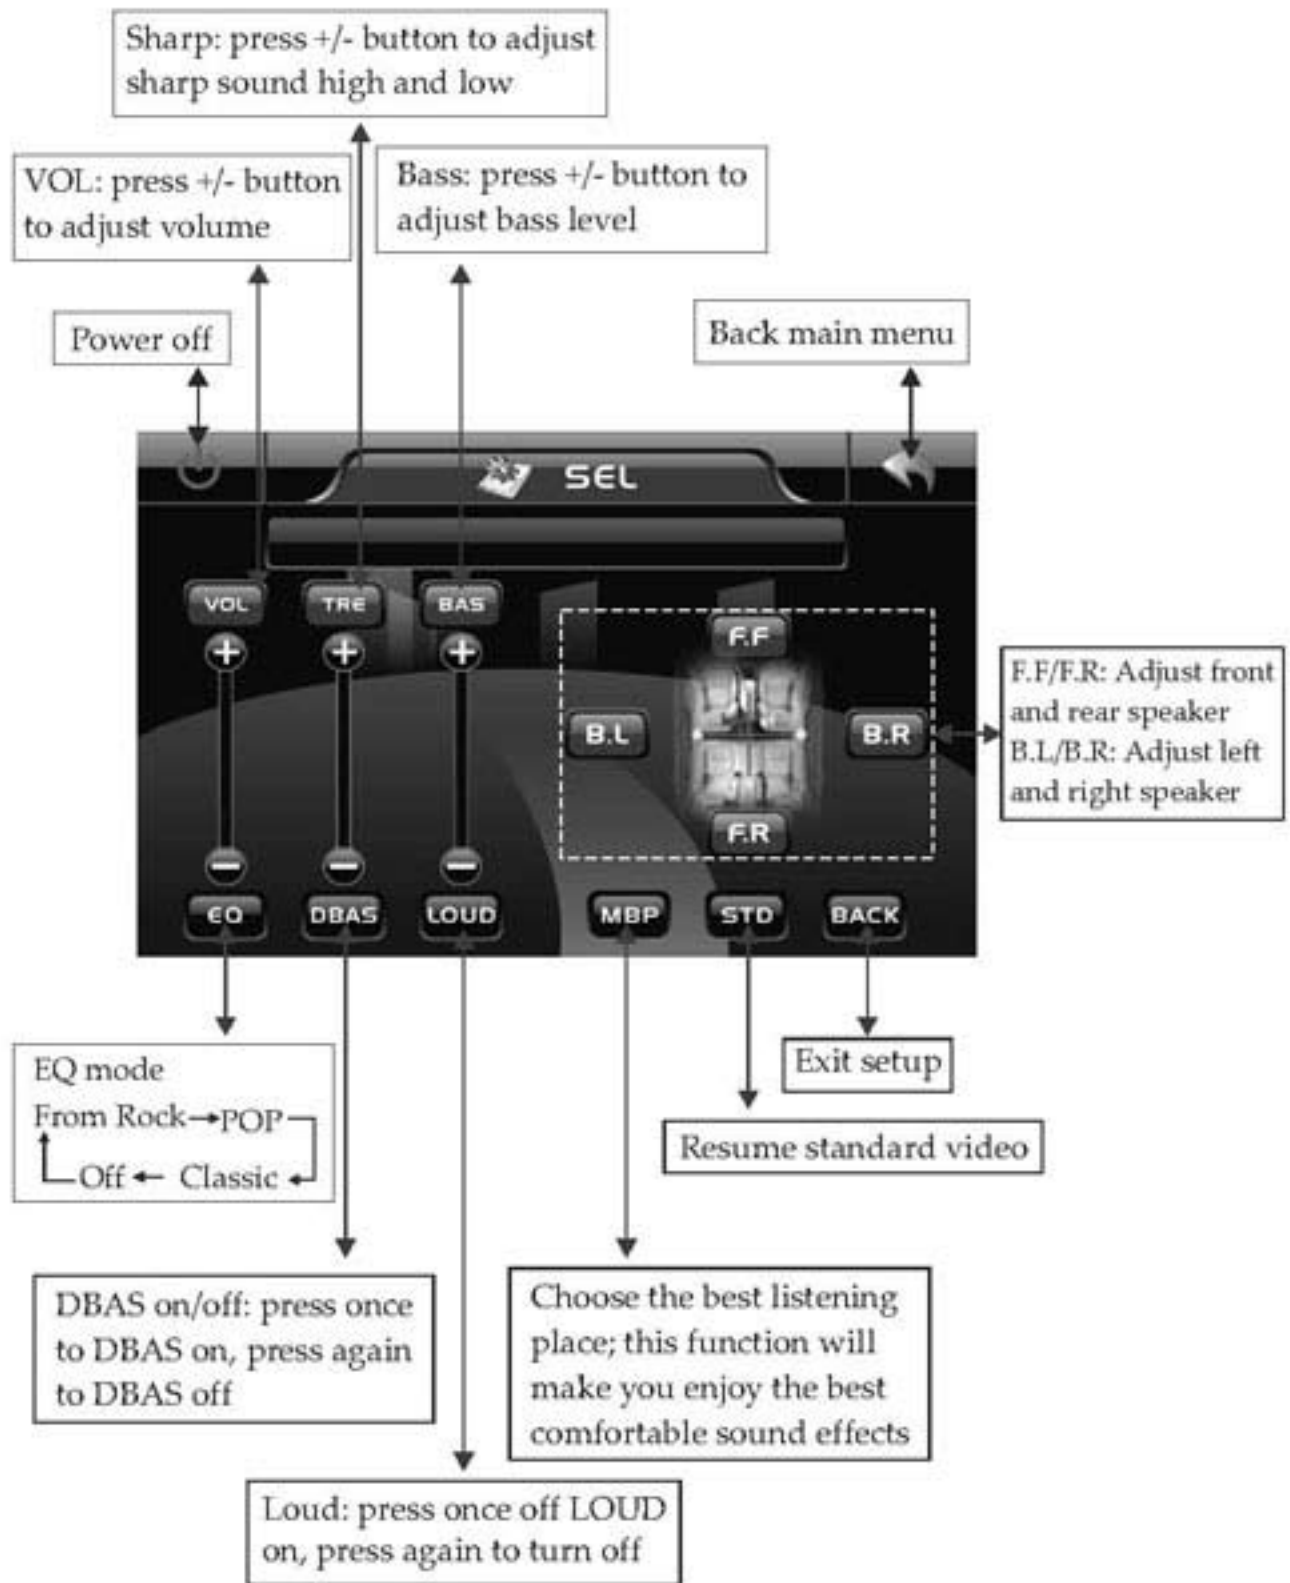 Sharp: press +/- button to adjust
sharp sound high and low
VOL: press +/- button
to adjust volume
Bass: press +/- button to
adjust bass level
Power off
Back main menu
SEL
VOL
TRE
BAS
F.F
B.L
B.R
F.R
F.F/F.R: Adjust front
and rear speaker
B.L/B.R: Adjust left
and right speaker
EQ
DBAS
LOUD
MBP
STD
BACK
EQ mode
From Rock POP
Off Classic
Exit setup
Resume standard video
DBAS on/off: press once
to DBAS on, press again
to DBAS off
Choose the best listening
place; this function will
make you enjoy the best
comfortable sound effects
Loud: press once off LOUD
on, press again to turn off